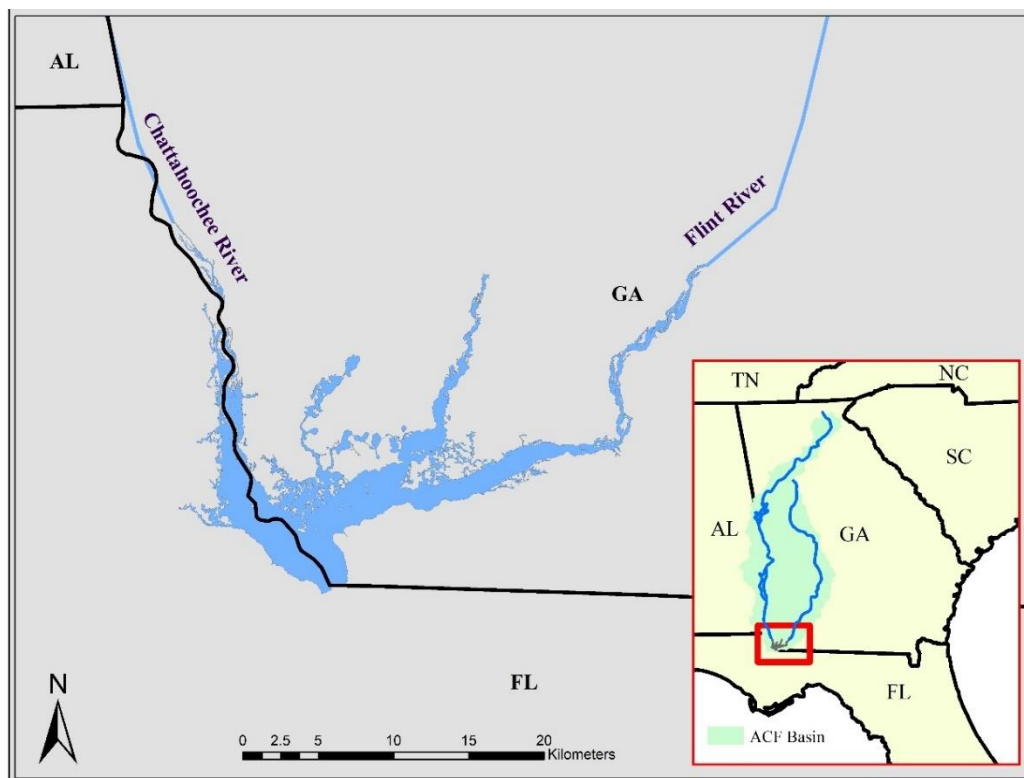 AL
Chattahoochee River
Flint River
GA
FL
N
0 2.5 5 10 15 20
Kilometers
TN
NC
SC
AL
GA
FL
ACF Basin